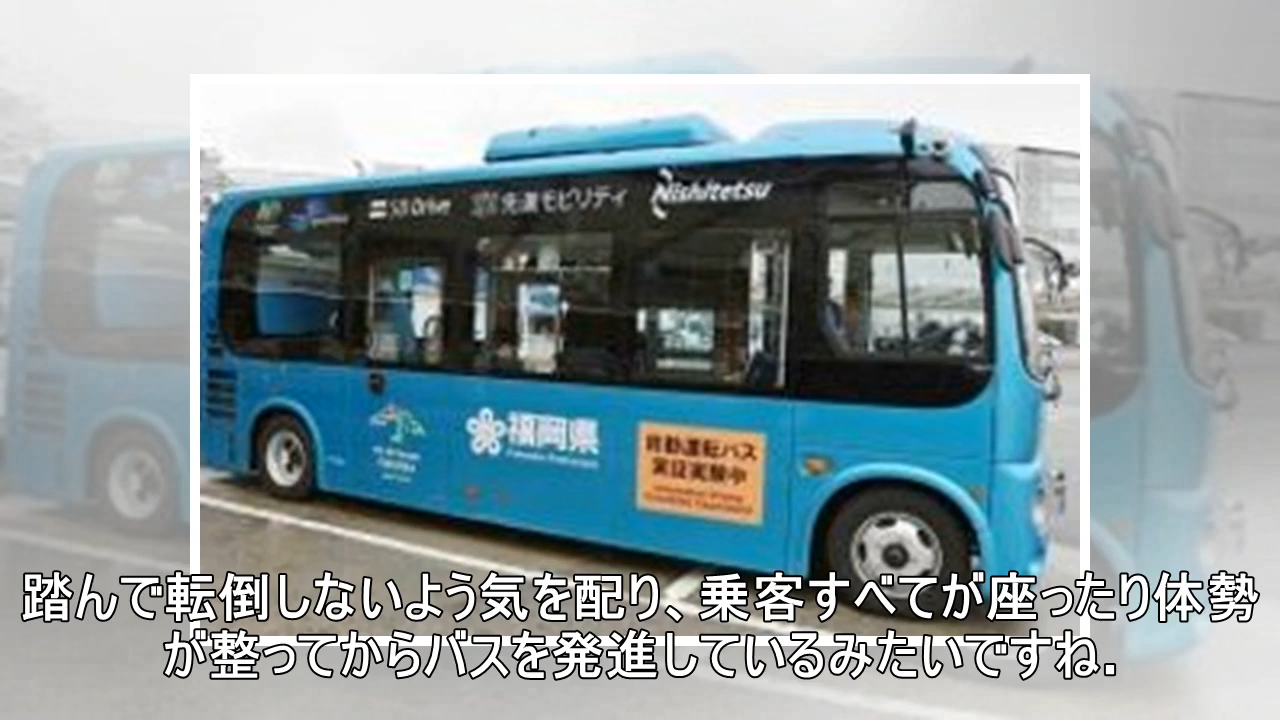 SB Drive
先進モビリティ
Nishitetsu
福岡県
自動運転バス
実証実験中
踏んで転倒しないよう気を配り、乗客すべてが座ったり体勢
が整ってからバスを発進しているみたいですね.